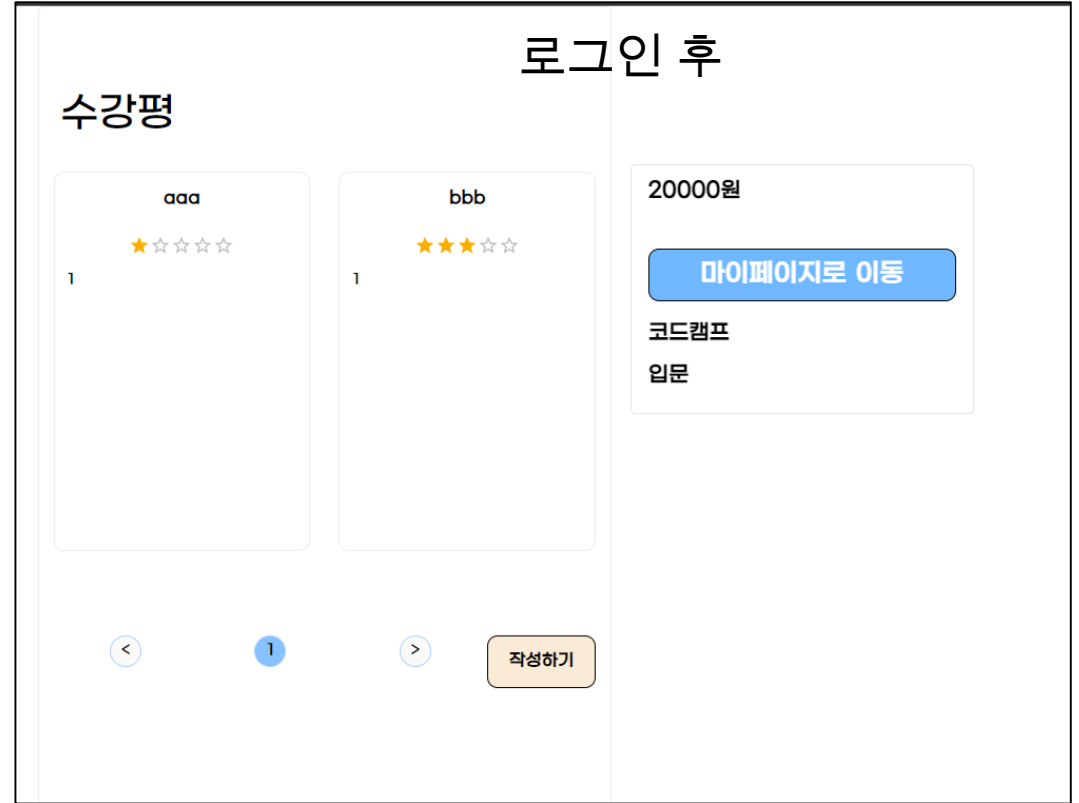 로그인 후
수강평
aaa
1
bbb
1
20000원
마이페이지로 이동
코드캠프
입문
< 1 >
작성하기